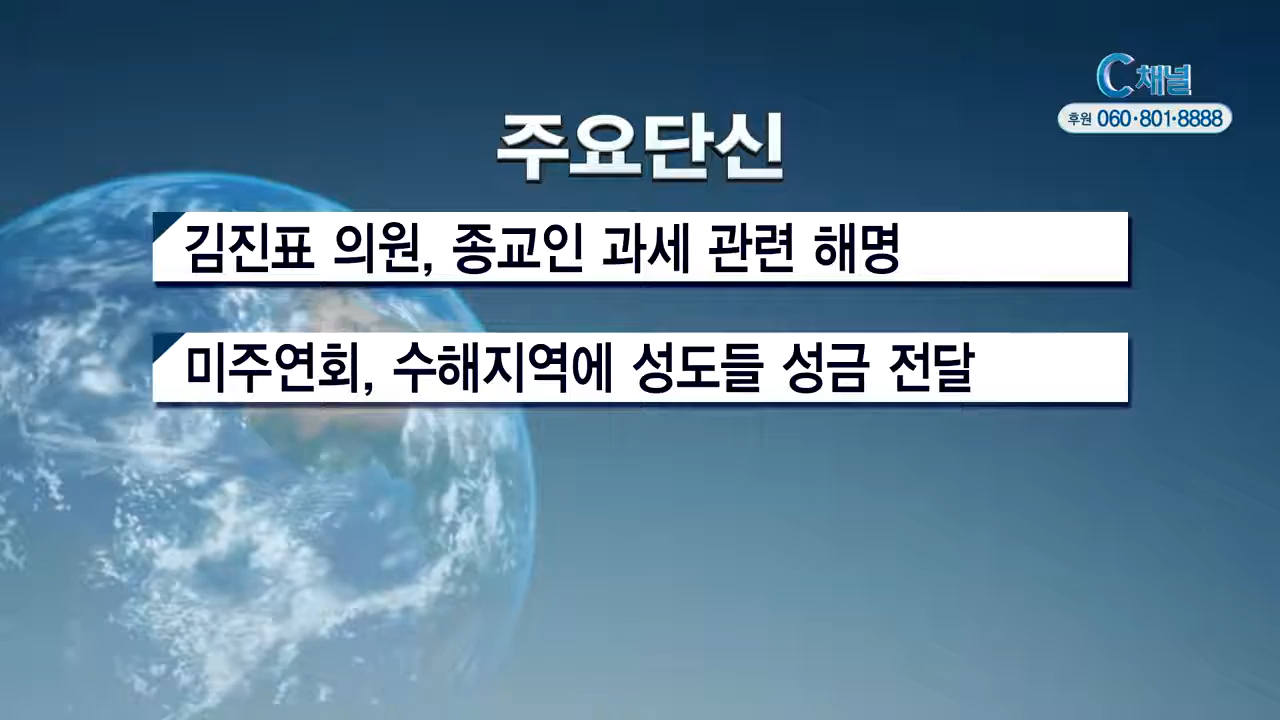 C채널
후원 060·801·8888
주요단신
김진표 의원, 종교인 과세 관련 해명
미주연회, 수해지역에 성도들 성금 전달